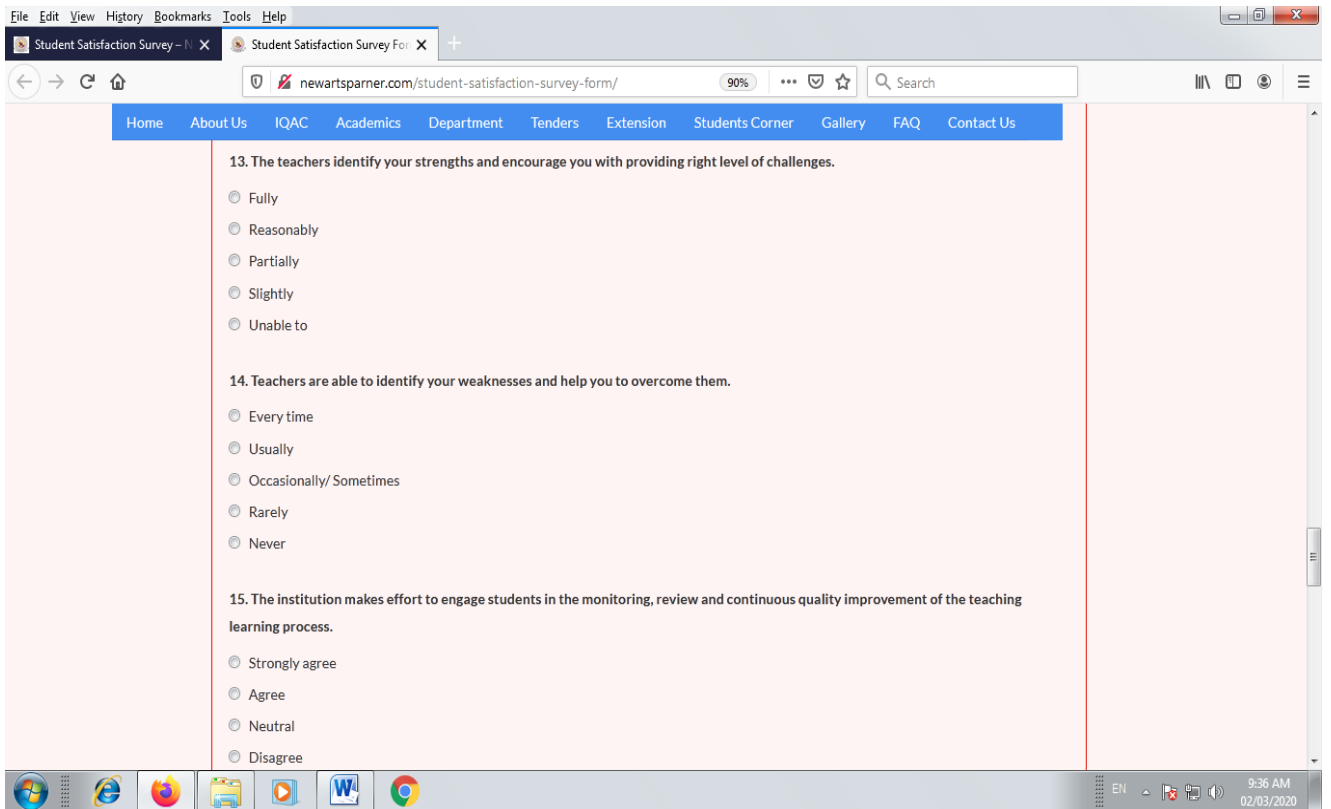 File Edit View History Bookmarks Tools Help
Student Satisfaction Survey – N
Student Satisfaction Survey For
newartsparner.com/student-satisfaction-survey-form/
90%
Search
Home About Us IQAC Academics Department Tenders Extension Students Corner Gallery FAQ Contact Us
13. The teachers identify your strengths and encourage you with providing right level of challenges.
Fully
Reasonably
Partially
Slightly
Unable to
14. Teachers are able to identify your weaknesses and help you to overcome them.
Every time
Usually
Occasionally/ Sometimes
Rarely
Never
15. The institution makes effort to engage students in the monitoring, review and continuous quality improvement of the teaching
learning process.
Strongly agree
Agree
Neutral
Disagree
EN
9:36 AM
02/03/2020